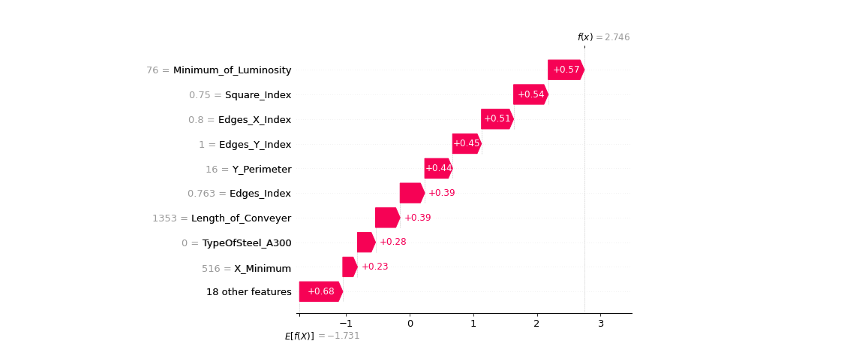 f(x) = 2.746
76 = Minimum_of_Luminosity +0.57
0.75 = Square_Index +0.54
0.8 = Edges_X_Index +0.51
1 = Edges_Y_Index +0.45
16 = Y_Perimeter +0.44
0.763 = Edges_Index +0.39
1353 = Length_of_Conveyer +0.39
0 = TypeOfSteel_A300 +0.28
516 = X_Minimum +0.23
18 other features +0.68
−1 0 1 2 3
E[f(X)] = −1.731